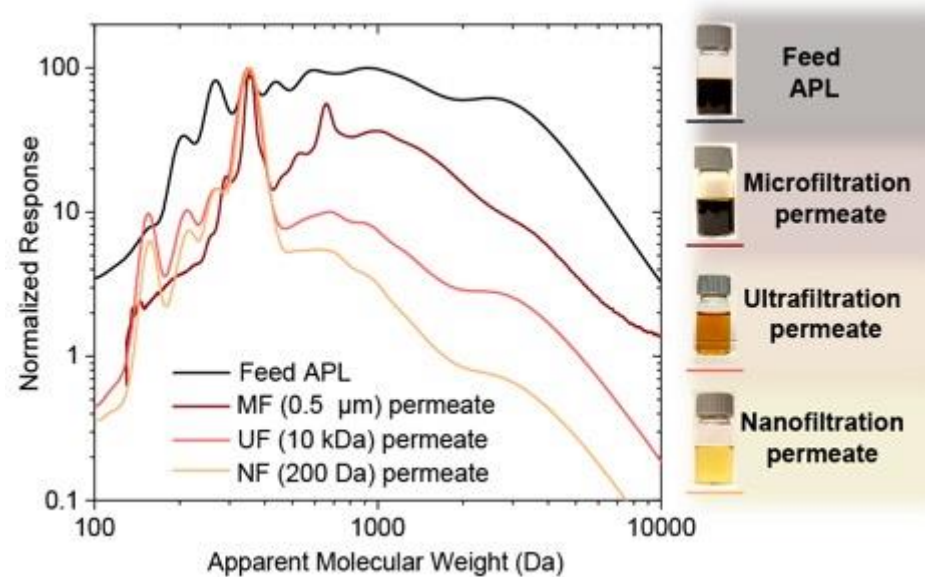 100
10
1
0.1
Normalized Response
Feed APL
MF (0.5 µm) permeate
UF (10 kDa) permeate
NF (200 Da) permeate
100
1000
10000
Apparent Molecular Weight (Da)
Feed
APL
Microfiltration
permeate
Ultrafiltration
permeate
Nanofiltration
permeate